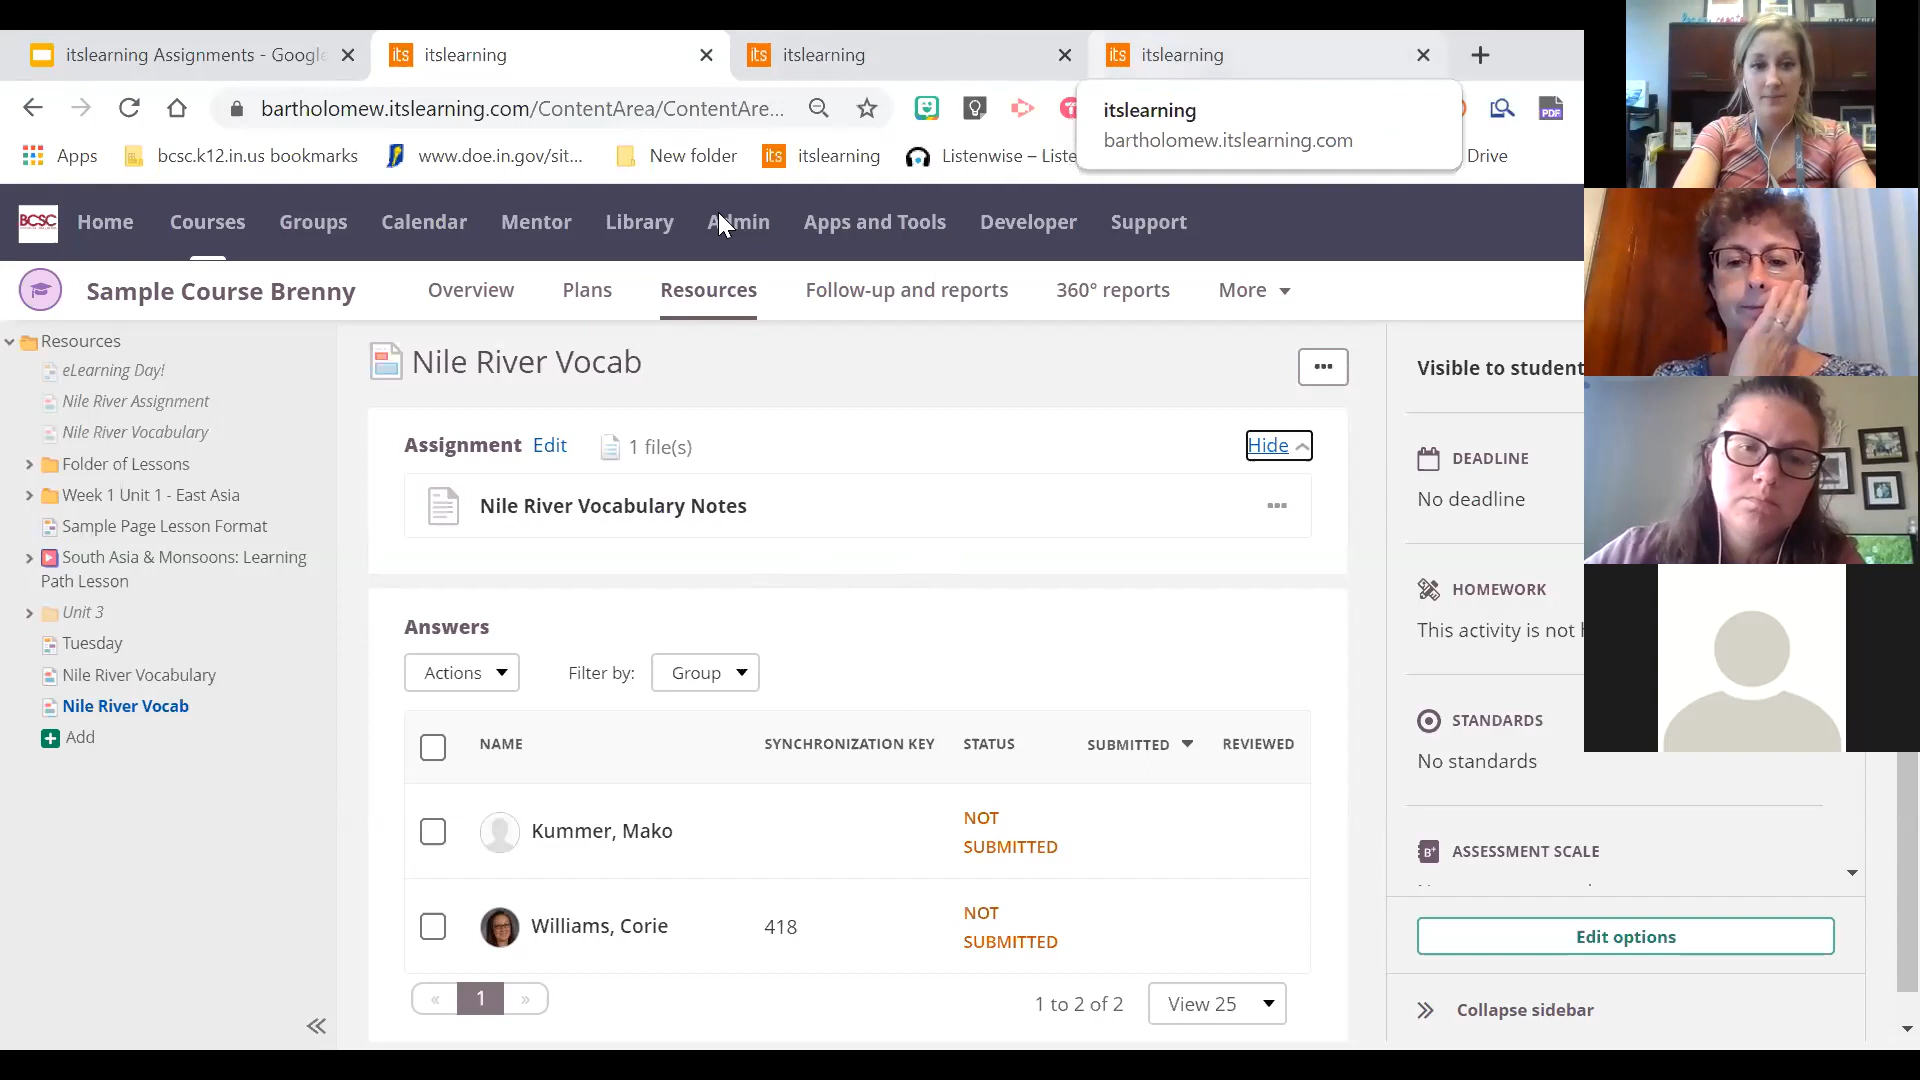 itslearning Assignments - Google
itslearning
itslearning
itslearning
bartholomew.itslearning.com/ContentArea/ContentAre...
itslearning
bartholomew.itslearning.com
Apps
bcsc.k12.in.us bookmarks
www.doe.in.gov/sit...
New folder
itslearning
Listenwise – Liste
Drive
BCSC
Home
Courses
Groups
Calendar
Mentor
Library
Admin
Apps and Tools
Developer
Support
Sample Course Brenny
Overview
Plans
Resources
Follow-up and reports
360° reports
More
Resources
eLearning Day!
Nile River Assignment
Nile River Vocabulary
Folder of Lessons
Week 1 Unit 1 - East Asia
Sample Page Lesson Format
South Asia & Monsoons: Learning
Path Lesson
Unit 3
Tuesday
Nile River Vocabulary
Nile River Vocab
Add
Nile River Vocab
Assignment Edit 1 file(s)
Hide
Nile River Vocabulary Notes
Answers
Actions
Filter by:
Group
NAME
SYNCHRONIZATION KEY
STATUS
SUBMITTED
REVIEWED
Kummer, Mako
NOT
SUBMITTED
Williams, Corie
418
NOT
SUBMITTED
« 1 »
1 to 2 of 2
View 25
Visible to student
DEADLINE
No deadline
HOMEWORK
This activity is not
STANDARDS
No standards
ASSESSMENT SCALE
Edit options
Collapse sidebar